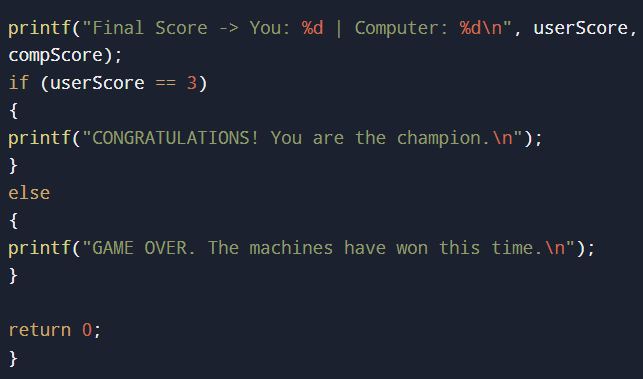 printf("Final Score -> You: %d | Computer: %d\n", userScore,
compScore);
if (userScore == 3)
{
printf("CONGRATULATIONS! You are the champion.\n");
}
else
{
printf("GAME OVER. The machines have won this time.\n");
}
return 0;
}